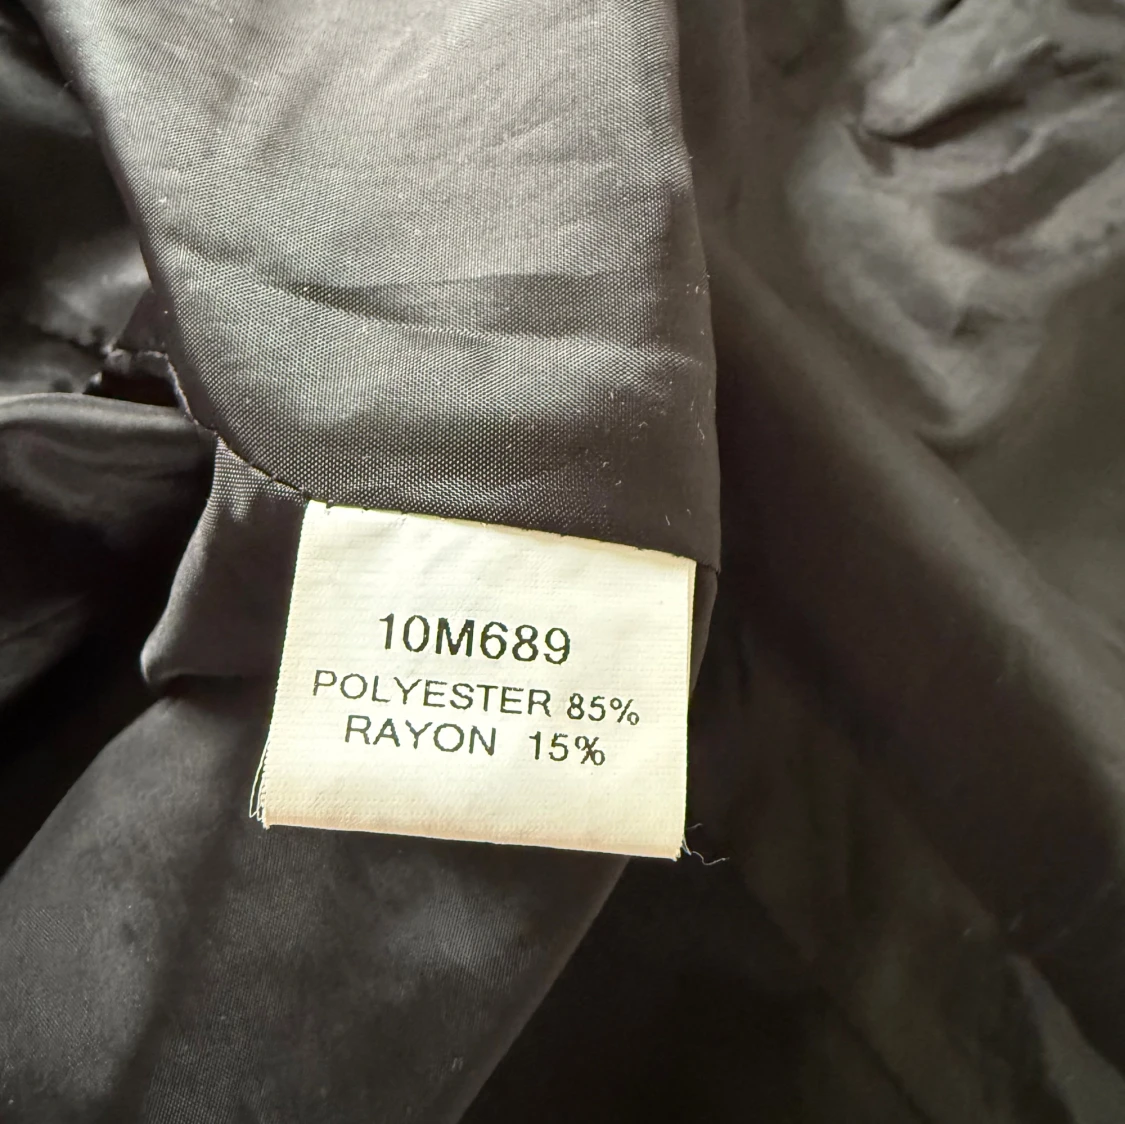 10M689
POLYESTER 85%
RAYON 15%